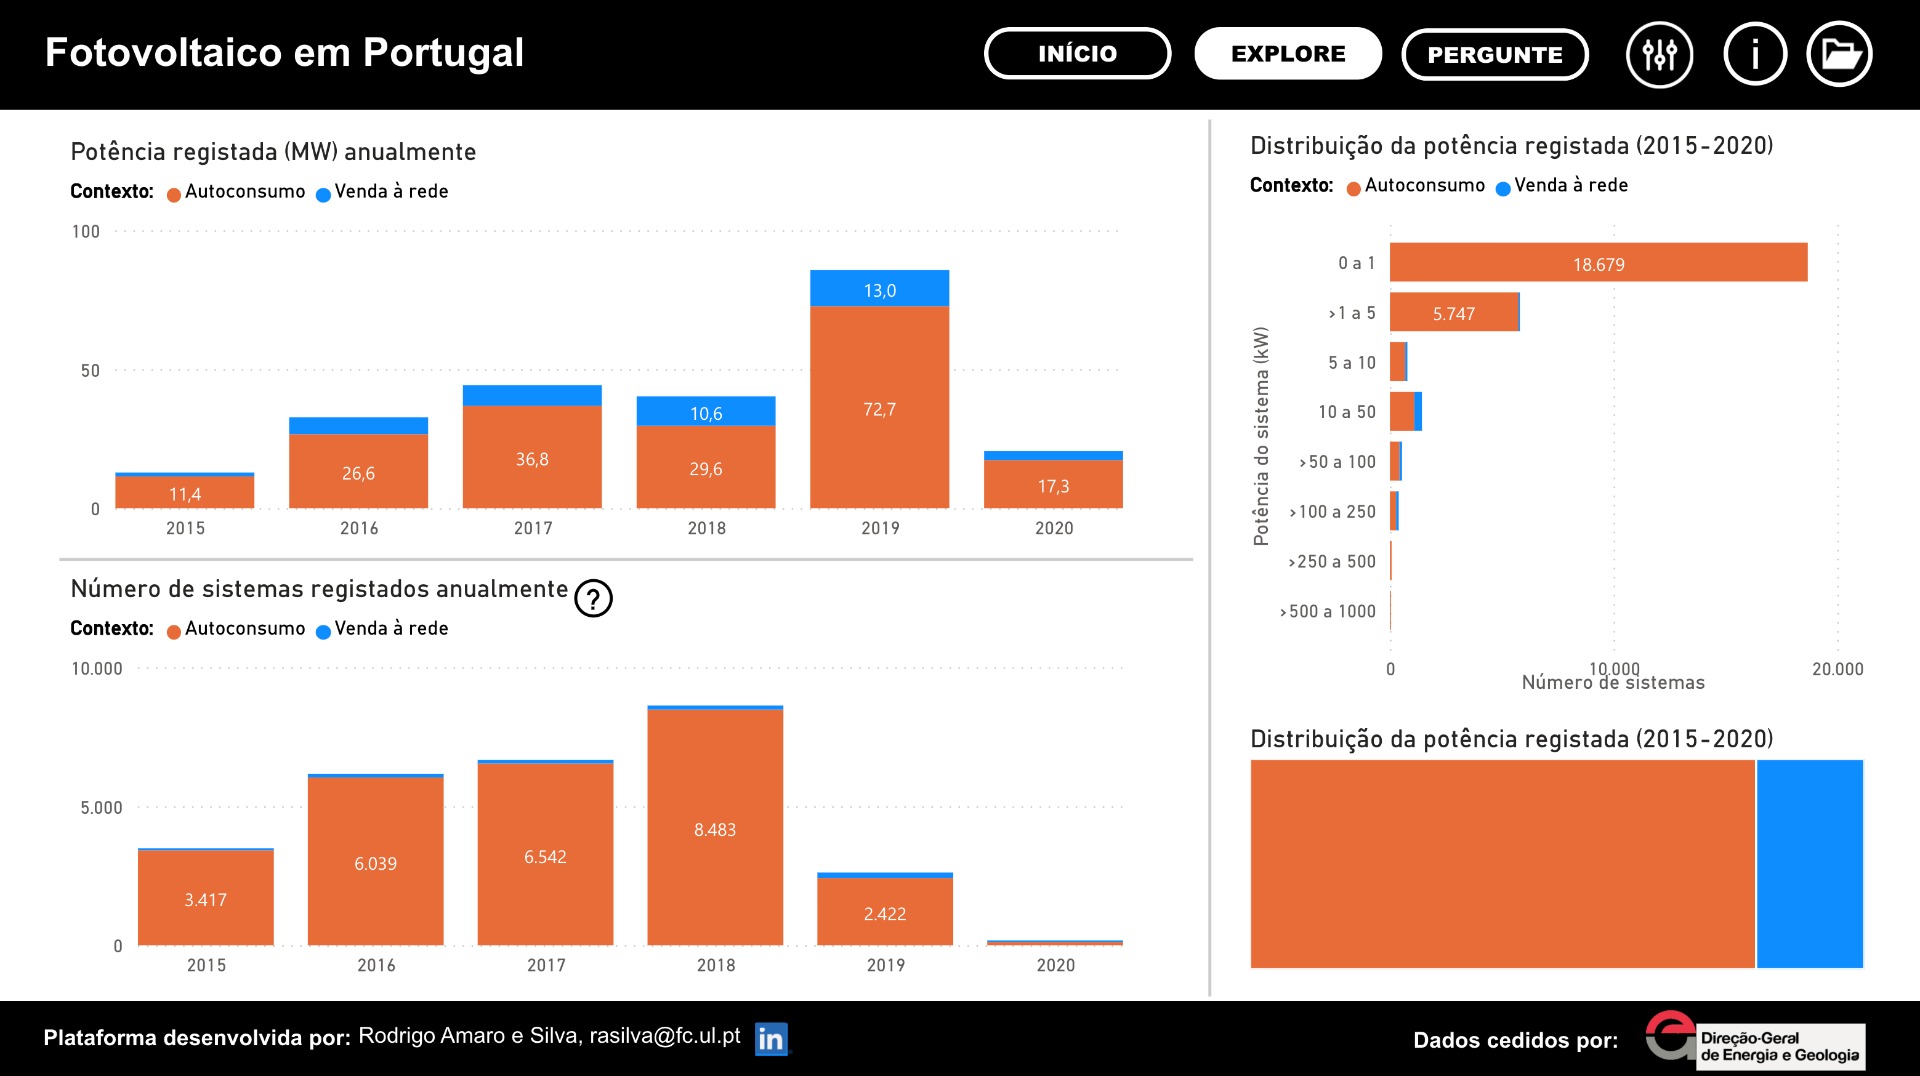 Fotovoltaico em Portugal
INÍCIO
EXPLORE
PERGUNTE
i
Potência registada (MW) anualmente
Contexto: Autoconsumo Venda à rede
100
50
0
13,0
10,6
72,7
36,8
29,6
26,6
17,3
11,4
2015 2016 2017 2018 2019 2020
Número de sistemas registados anualmente ?
Contexto: Autoconsumo Venda à rede
10.000
5.000
0
8.483
6.542
6.039
3.417
2.422
2015 2016 2017 2018 2019 2020
Distribuição da potência registada (2015-2020)
Contexto: Autoconsumo Venda à rede
Potência do sistema (kW)
0 a 1 18.679
>1 a 5 5.747
5 a 10
10 a 50
>50 a 100
>100 a 250
>250 a 500
>500 a 1000
0 10.000 20.000
Número de sistemas
Distribuição da potência registada (2015-2020)
Plataforma desenvolvida por: Rodrigo Amaro e Silva, rasilva@fc.ul.pt in
Dados cedidos por:
Direção-Geral
de Energia e Geologia